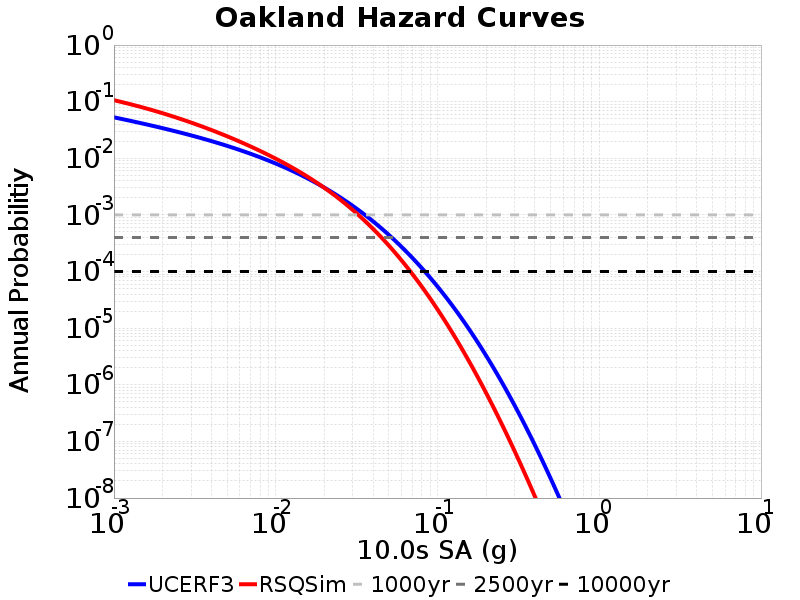 Oakland Hazard Curves
Annual Probabilitiy
10^0
10^-1
10^-2
10^-3
10^-4
10^-5
10^-6
10^-7
10^-8
10^-3 10^-2 10^-1 10^0 10^1
10.0s SA (g)
UCERF3 RSQSim 1000yr 2500yr 10000yr